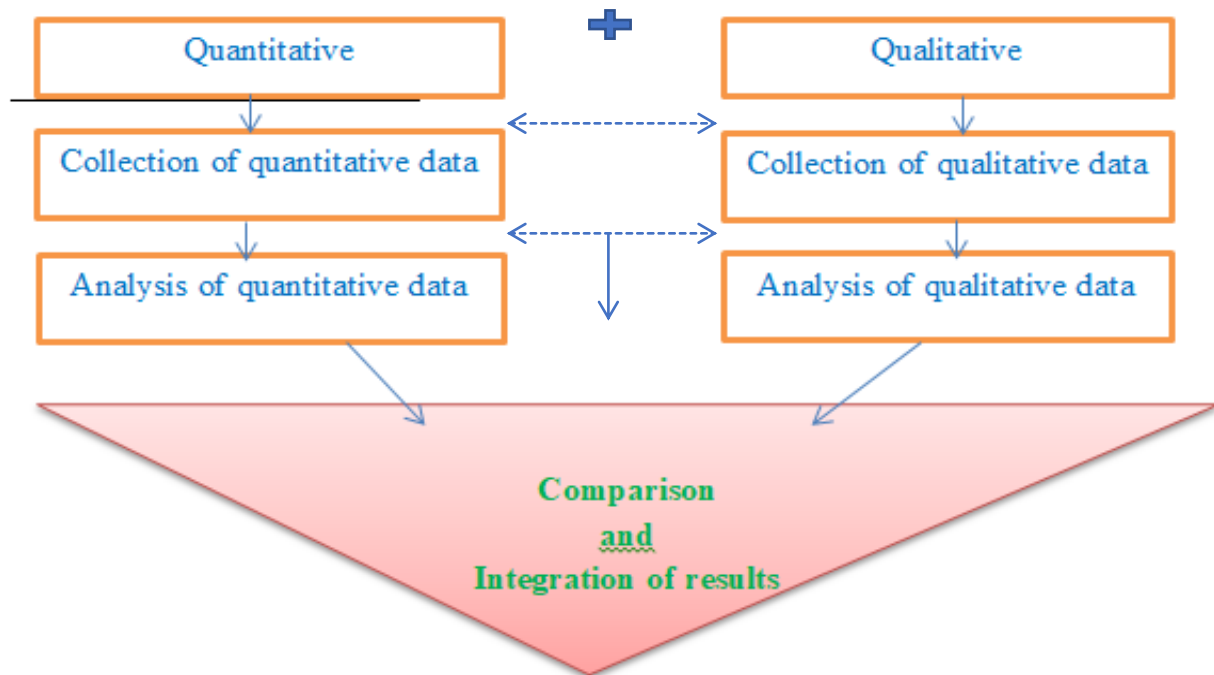 Quantitative
Qualitative
Collection of quantitative data
Collection of qualitative data
Analysis of quantitative data
Analysis of qualitative data
Comparison
and
Integration of results